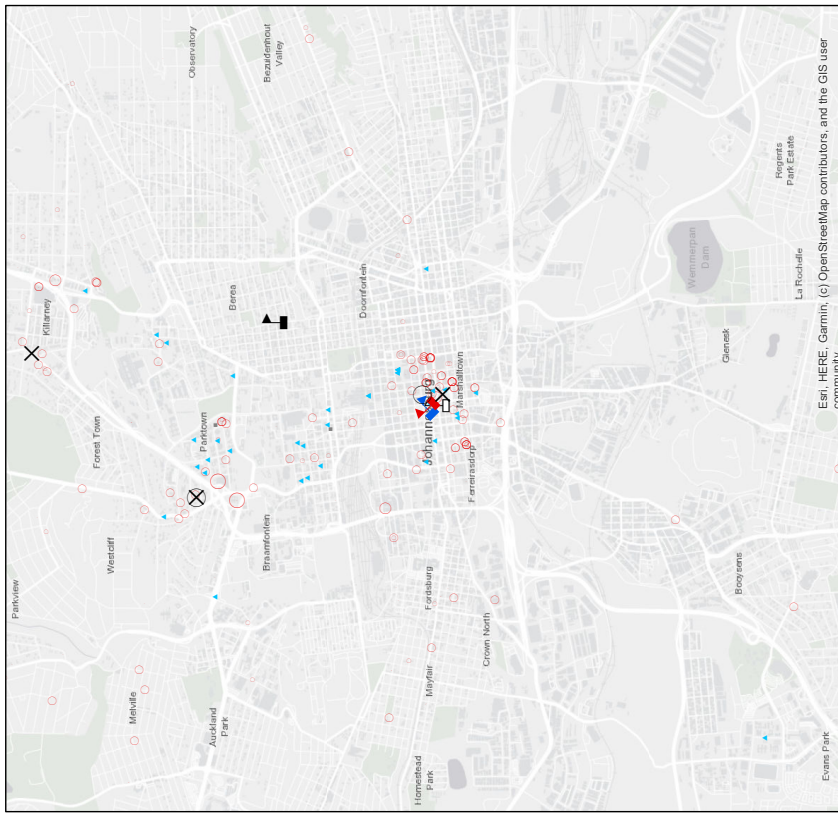 Parkview
Killarney
Forest Town
Westcliff
Melville
Observatory
Parktown
Auckland
Park
Berea
Bezuidenhout
Valley
Braamfontein
Doornfontein
Homestead
Park
Mayfair
Fordsburg
Marshalltown
Ferreirasdorp
Crown North
Wemmerpan
Dam
Glenesk
Booysens
Regents
Park Estate
La Rochelle
Evans Park
Esri, HERE, Garmin, (c) OpenStreetMap contributors, and the GIS user
community